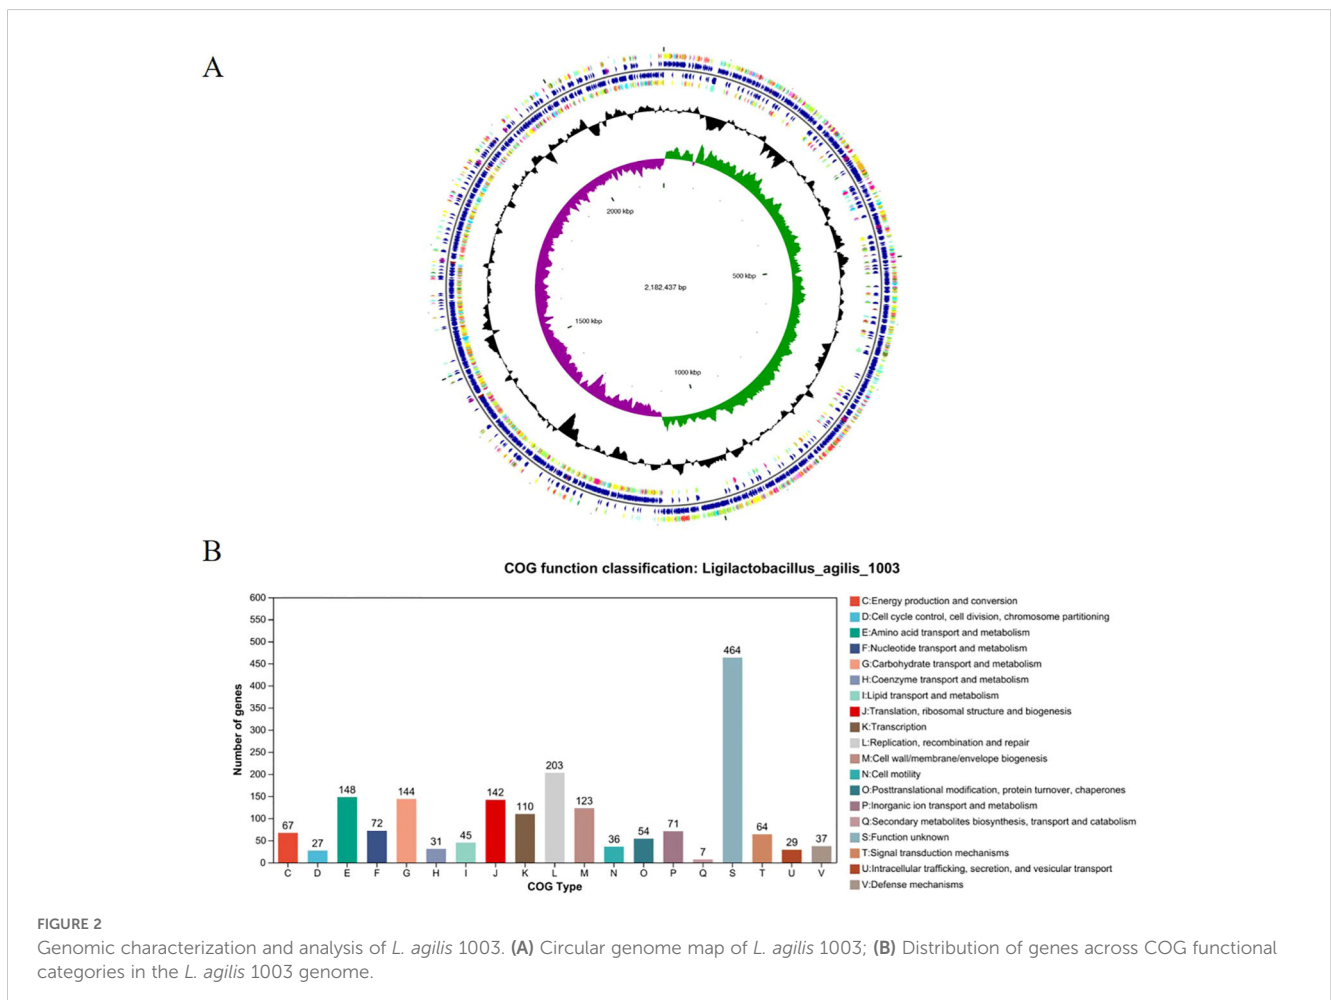 A
2000 kbp
500 kbp
2,182,437 bp
1500 kbp
1000 kbp
B
COG function classification: Ligilactobacillus_agilis_1003
Number of genes
600
550
500
450
400
350
300
250
200
150
100
50
0
67
27
148
72
144
31
45
142
110
203
123
36
54
71
7
464
64
29
37
C D E F G H I J K L M N O P Q S T U V
COG Type
C:Energy production and conversion
D:Cell cycle control, cell division, chromosome partitioning
E:Amino acid transport and metabolism
F:Nucleotide transport and metabolism
G:Carbohydrate transport and metabolism
H:Coenzyme transport and metabolism
I:Lipid transport and metabolism
J:Translation, ribosomal structure and biogenesis
K:Transcription
L:Replication, recombination and repair
M:Cell wall/membrane/envelope biogenesis
N:Cell motility
O:Posttranslational modification, protein turnover, chaperones
P:Inorganic ion transport and metabolism
Q:Secondary metabolites biosynthesis, transport and catabolism
S:Function unknown
T:Signal transduction mechanisms
U:Intracellular trafficking, secretion, and vesicular transport
V:Defense mechanisms
FIGURE 2
Genomic characterization and analysis of L. agilis 1003. (A) Circular genome map of L. agilis 1003; (B) Distribution of genes across COG functional
categories in the L. agilis 1003 genome.